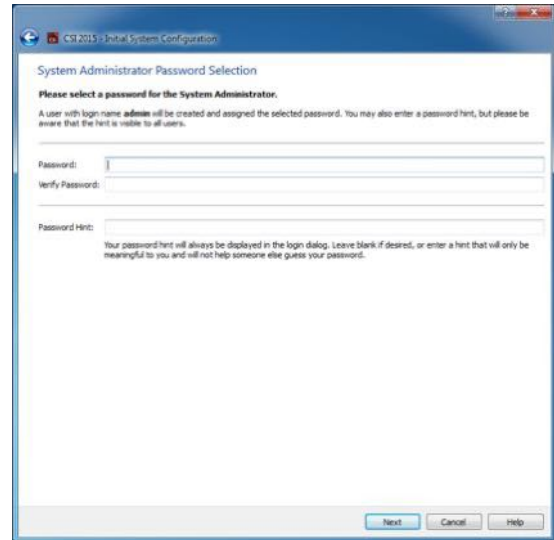 CSI 2015 - Initial System Configuration
System Administrator Password Selection
Please select a password for the System Administrator.
A user with login name admin will be created and assigned the selected password. You may also enter a password hint, but please be
aware that the hint is visible to all users.
Password:
Verify Password:
Password Hint:
Your password hint will always be displayed in the login dialog. Leave blank if desired, or enter a hint that will only be
meaningful to you and will not help someone else guess your password.
Next Cancel Help